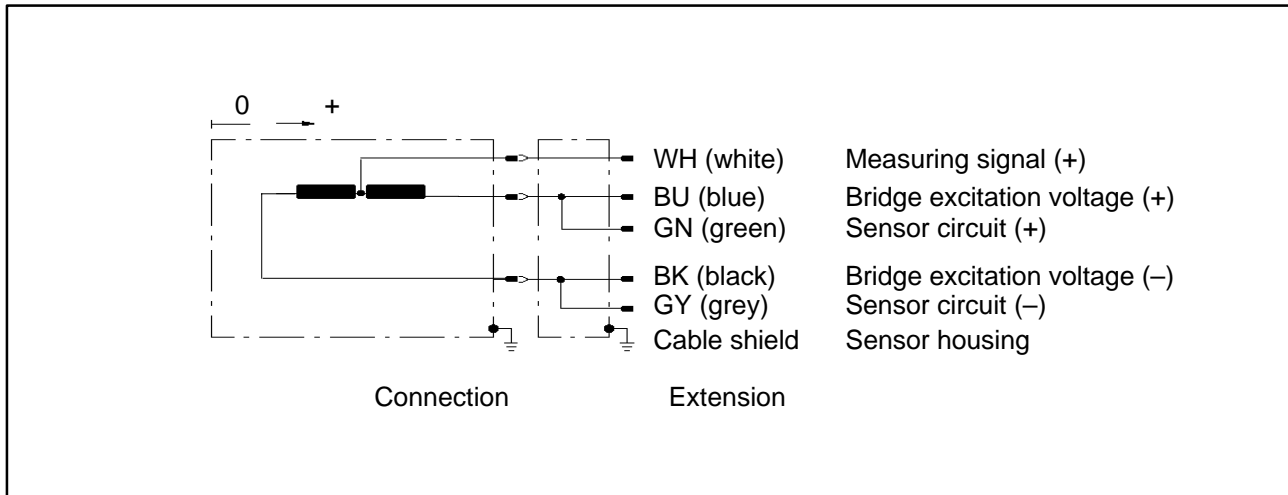 0 +
WH (white) Measuring signal (+)
BU (blue) Bridge excitation voltage (+)
GN (green) Sensor circuit (+)
BK (black) Bridge excitation voltage (–)
GY (grey) Sensor circuit (–)
Cable shield Sensor housing
Connection Extension